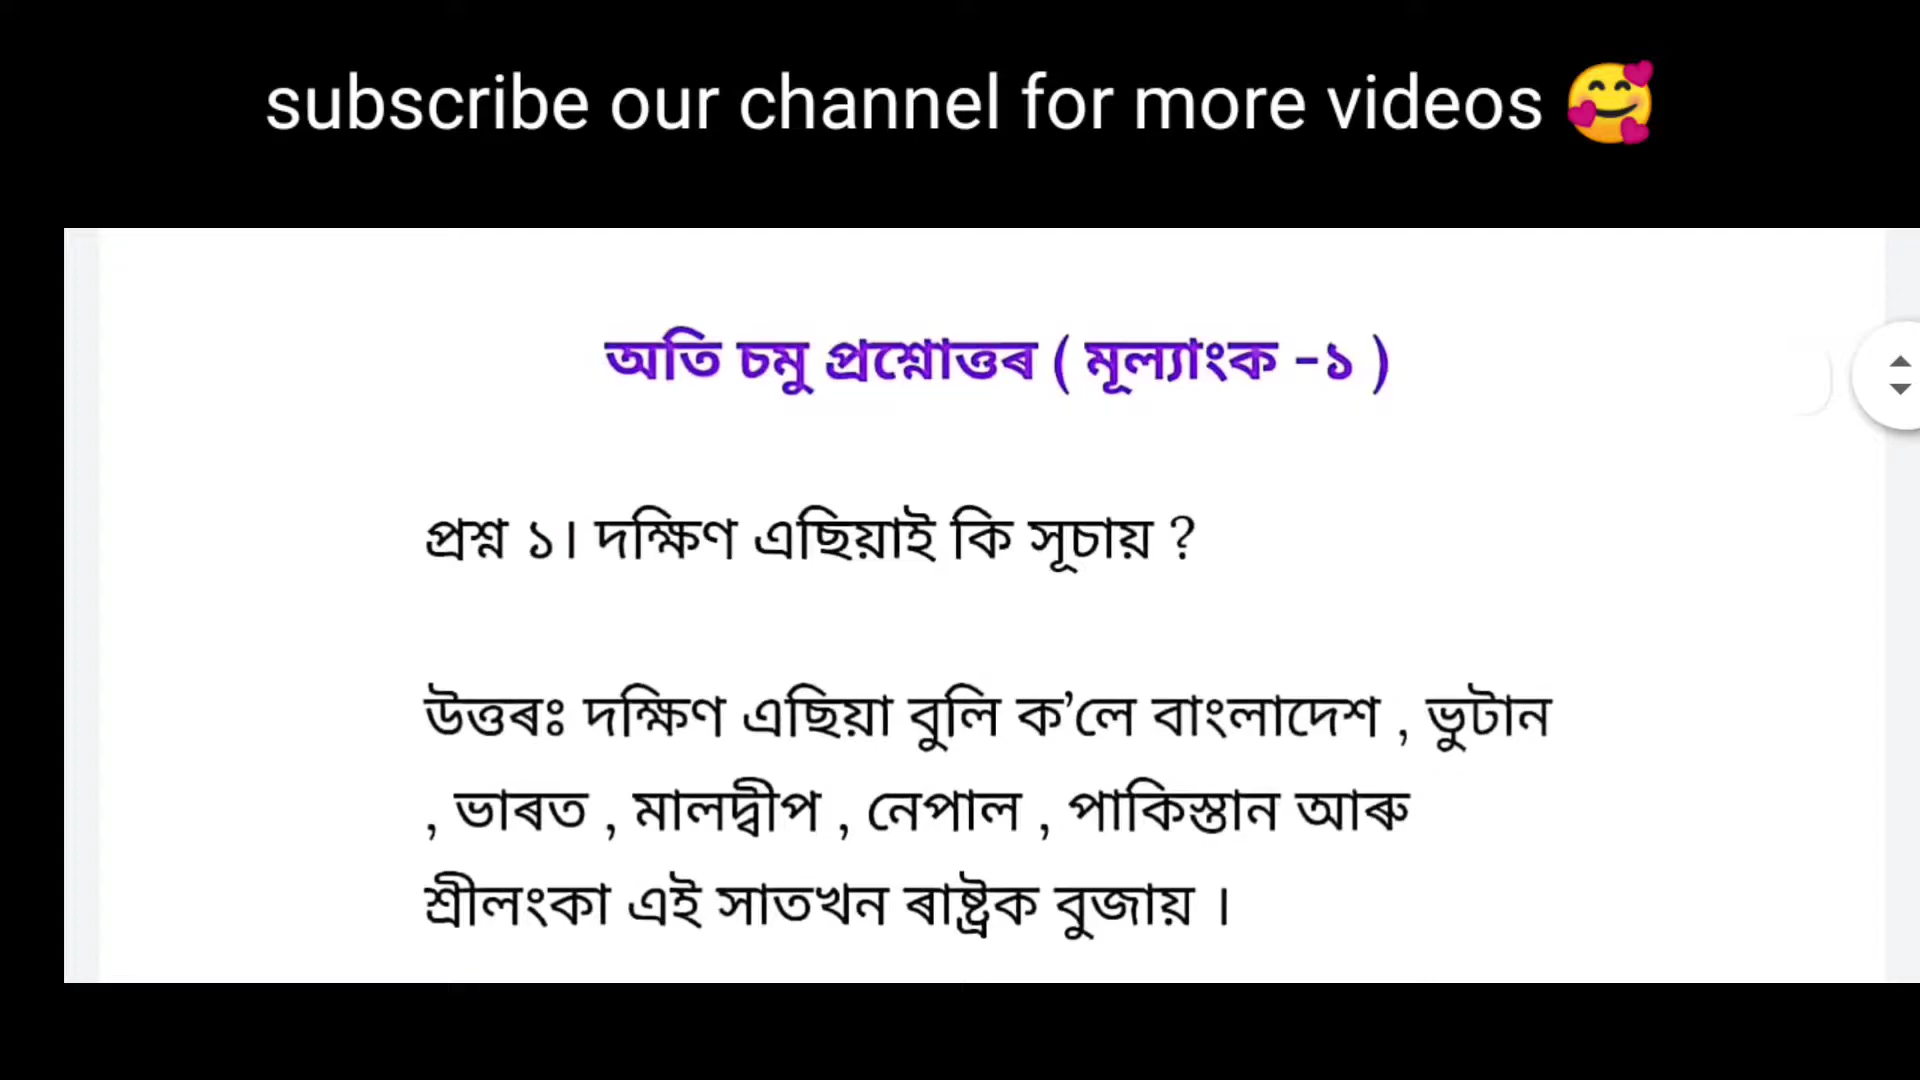 subscribe our channel for more videos 🥰
অতি চমু প্ৰশ্নোত্তৰ ( মূল্যাংক -১ )
প্ৰশ্ন ১। দক্ষিণ এছিয়াই কি সূচায় ?
উত্তৰঃ দক্ষিণ এছিয়া বুলি ক’লে বাংলাদেশ , ভুটান
, ভাৰত , মালদ্বীপ , নেপাল , পাকিস্তান আৰু
শ্ৰীলংকা এই সাতখন ৰাষ্ট্ৰক বুজায় ।